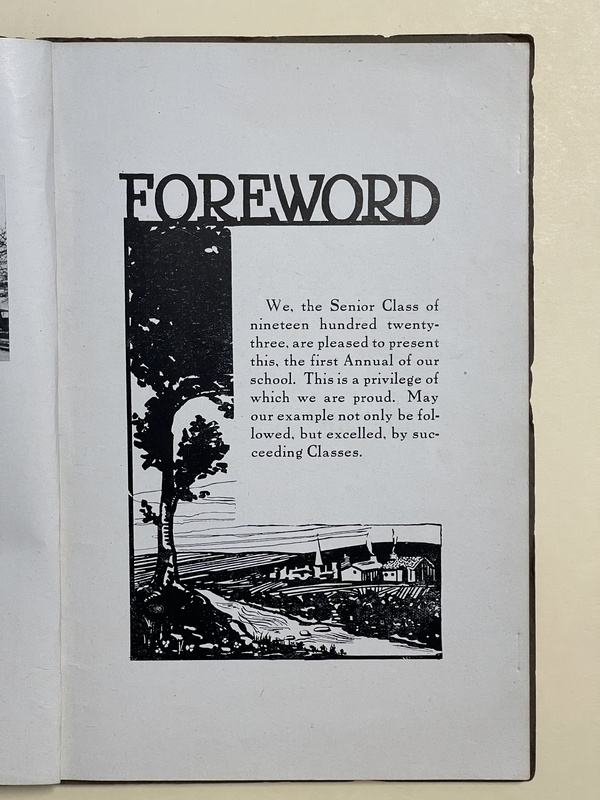 FOREWORD
We, the Senior Class of
nineteen hundred twenty-
three, are pleased to present
this, the first Annual of our
school. This is a privilege of
which we are proud. May
our example not only be fol-
lowed, but excelled, by suc-
ceeding Classes.